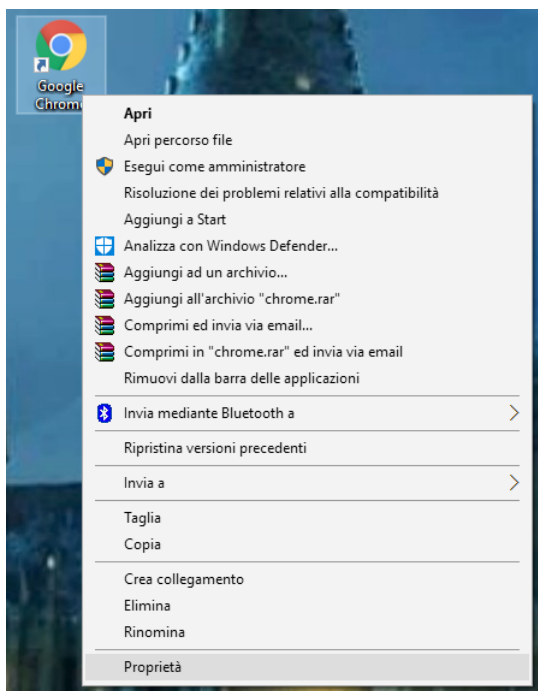 Google
Chrome
Apri
Apri percorso file
Esegui come amministratore
Risoluzione dei problemi relativi alla compatibilità
Aggiungi a Start
Analizza con Windows Defender...
Aggiungi ad un archivio...
Aggiungi all'archivio "chrome.rar"
Comprimi ed invia via email...
Comprimi in "chrome.rar" ed invia via email
Rimuovi dalla barra delle applicazioni
Invia mediante Bluetooth a
Ripristina versioni precedenti
Invia a
Taglia
Copia
Crea collegamento
Elimina
Rinomina
Proprietà